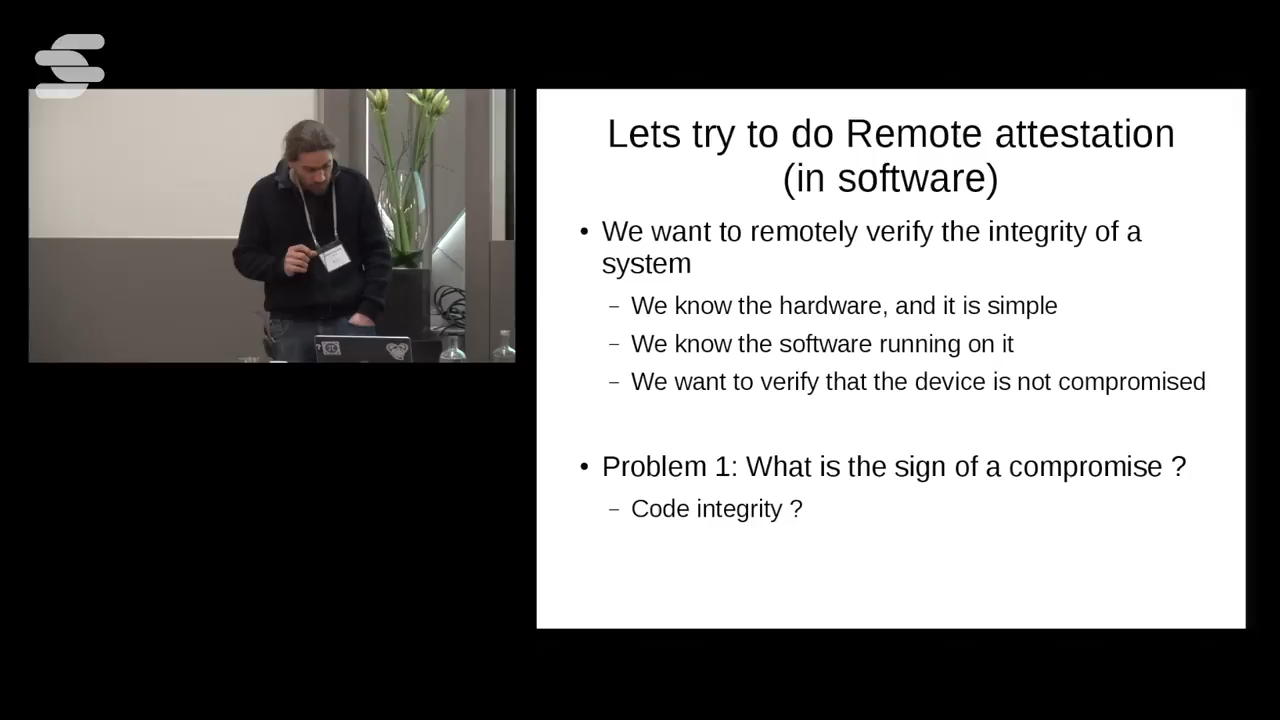 Lets try to do Remote attestation
(in software)
• We want to remotely verify the integrity of a
system
– We know the hardware, and it is simple
– We know the software running on it
– We want to verify that the device is not compromised
• Problem 1: What is the sign of a compromise ?
– Code integrity ?